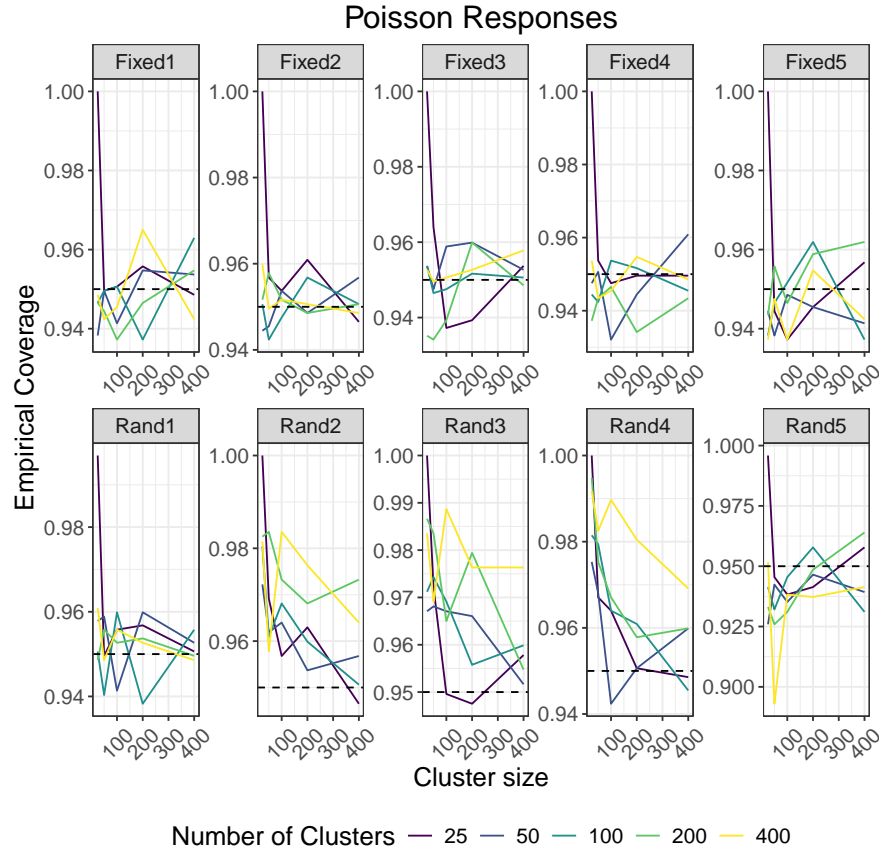 Poisson Responses
Fixed1 Fixed2 Fixed3 Fixed4 Fixed5
1.00 1.00 1.00 1.00 1.00
0.98 0.98 0.98 0.98 0.98
0.96 0.96 0.96 0.96 0.96
0.94 0.94 0.94 0.94 0.94
100 200 300 400 100 200 300 400 100 200 300 400 100 200 300 400 100 200 300 400
Empirical Coverage
Rand1 Rand2 Rand3 Rand4 Rand5
0.98 0.96 0.94
1.00 0.98 0.96
1.00 0.99 0.98 0.97 0.96 0.95
1.00 0.98 0.96 0.94
1.000 0.975 0.950 0.925 0.900
100 200 300 400 100 200 300 400 100 200 300 400 100 200 300 400 100 200 300 400
Cluster size
Number of Clusters 25 50 100 200 400